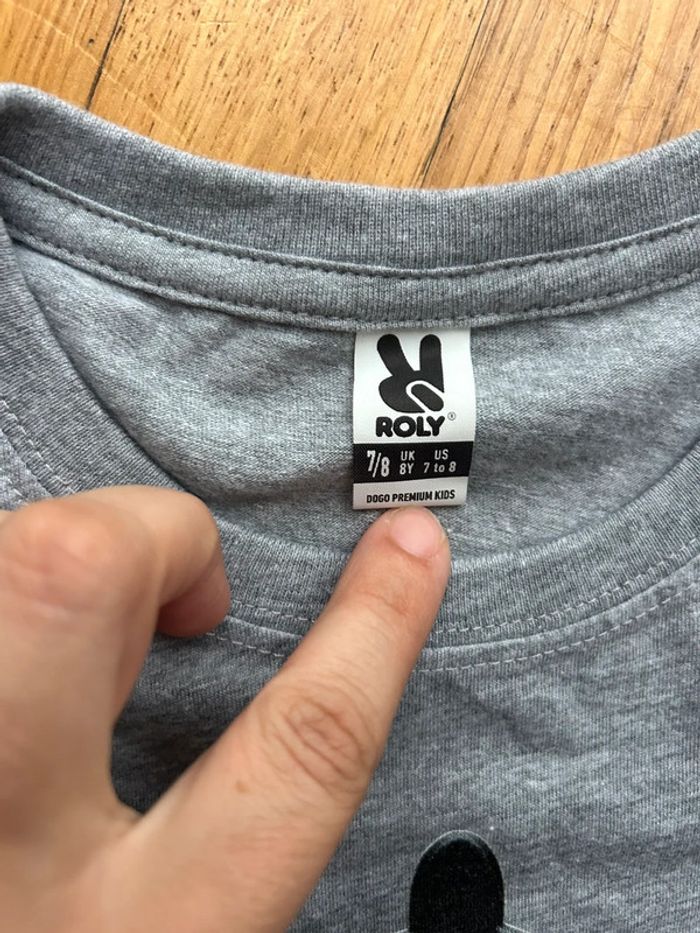 ROLY®
7/8 UK 8Y US 7 to 8
DOGO PREMIUM KIDS